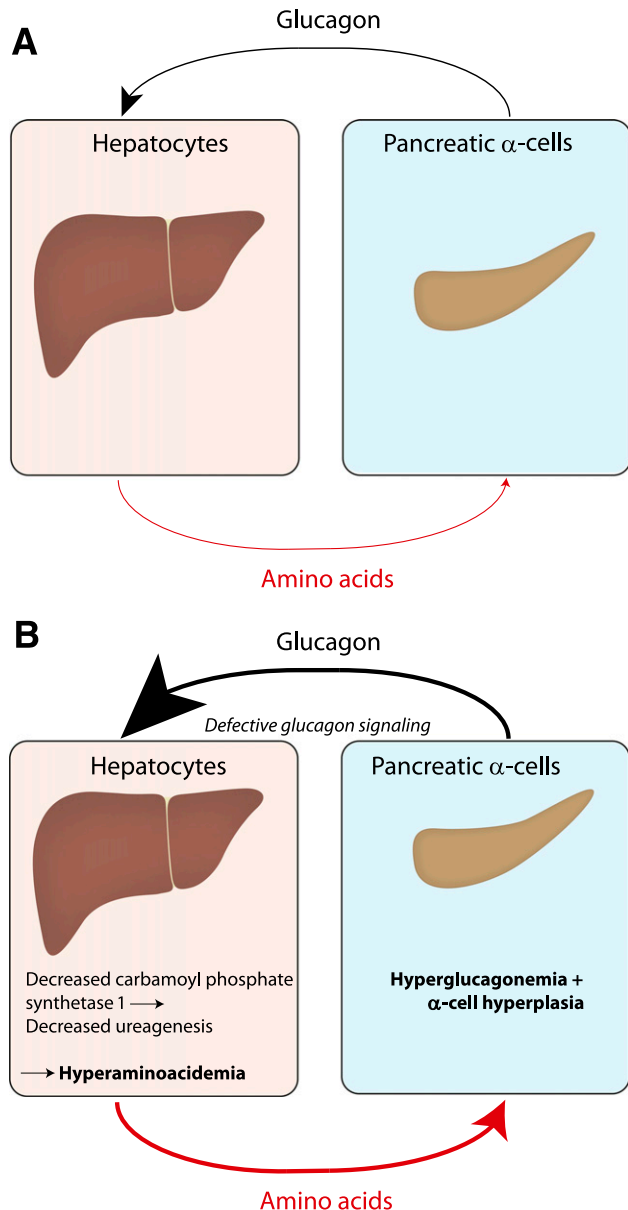 A
Glucagon
Hepatocytes
Pancreatic α-cells
Amino acids
B
Glucagon
Defective glucagon signaling
Hepatocytes
Pancreatic α-cells
Decreased carbamoyl phosphate
synthetase 1 →
Decreased ureagenesis
→ Hyperaminoacidemia
Hyperglucagonemia +
α-cell hyperplasia
Amino acids